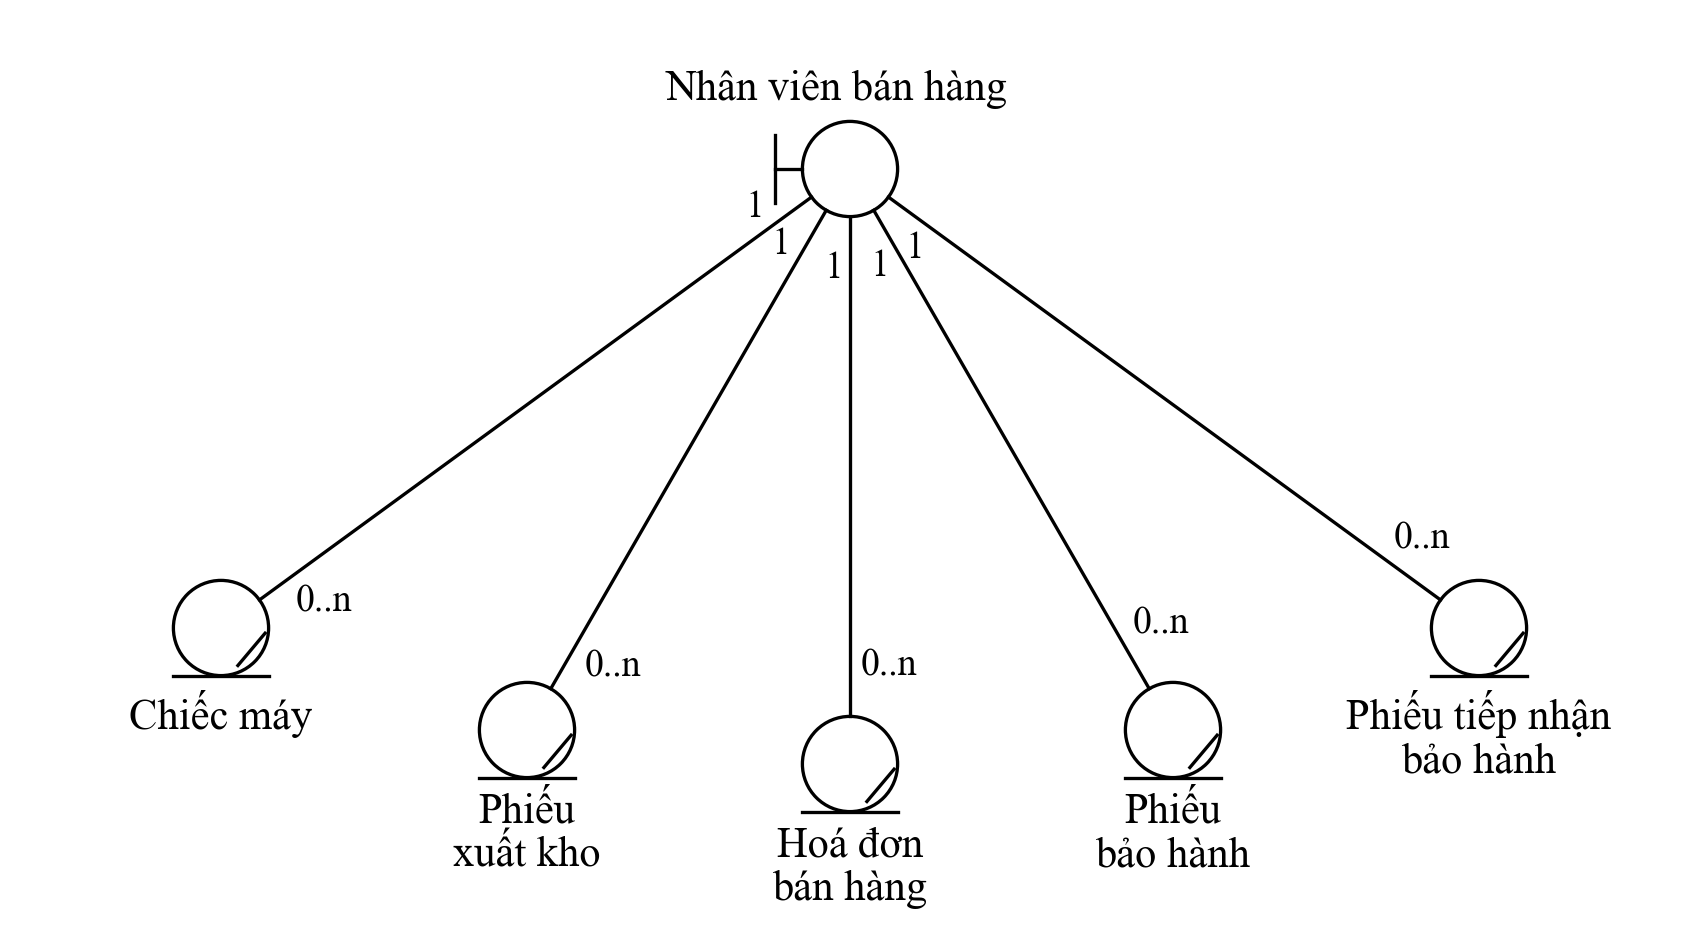 Nhân viên bán hàng
1
1
1
1
1
0..n
0..n
0..n
0..n
0..n
Chiếc máy
Phiếu
xuất kho
Hoá đơn
bán hàng
Phiếu
bảo hành
Phiếu tiếp nhận
bảo hành